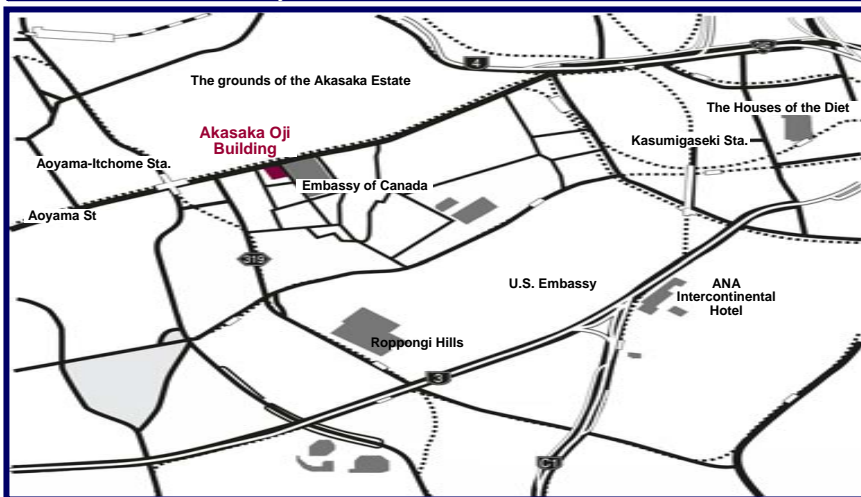 4
The grounds of the Akasaka Estate
The Houses of the Diet
Akasaka Oji
Building
Kasumigaseki Sta.
Aoyama-Itchome Sta.
Embassy of Canada
Aoyama St
319
U.S. Embassy
ANA
Intercontinental
Hotel
Roppongi Hills
3
C1